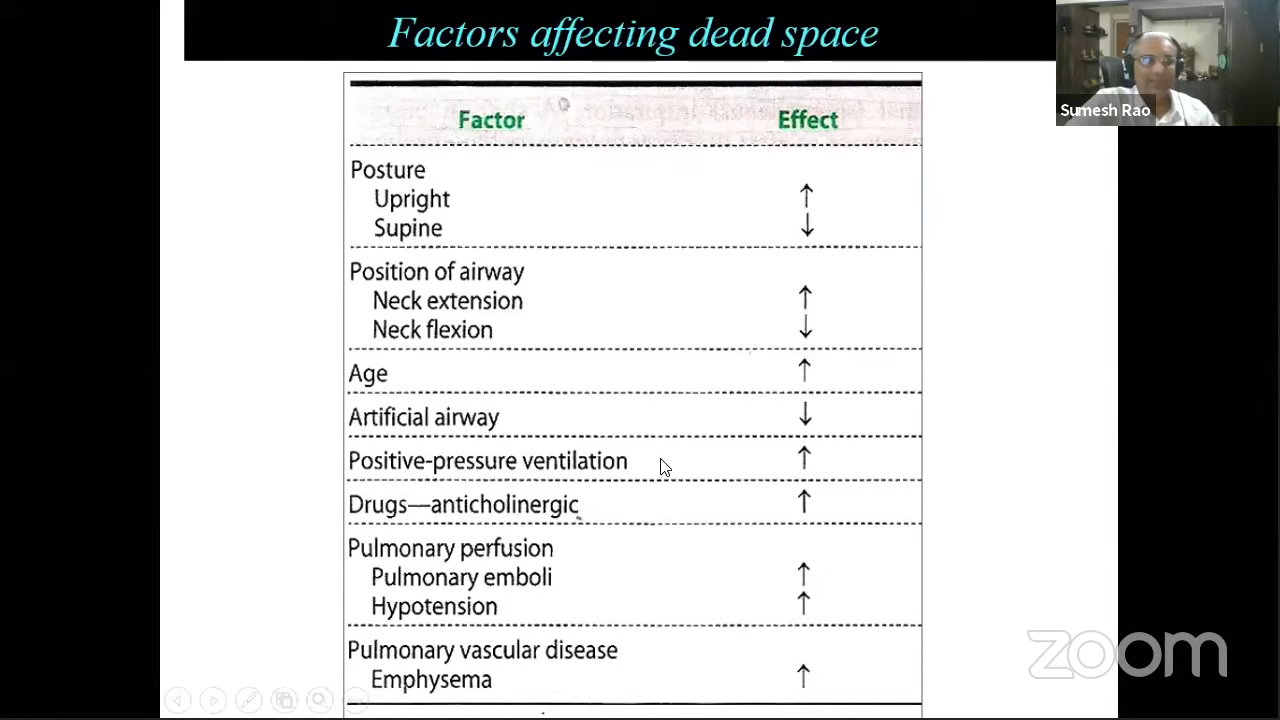 Factors affecting dead space
Sumesh Rao
Factor Effect
Posture
Upright ↑
Supine ↓
Position of airway
Neck extension ↑
Neck flexion ↓
Age ↑
Artificial airway ↓
Positive-pressure ventilation ↑
Drugs—anticholinergic ↑
Pulmonary perfusion
Pulmonary emboli ↑
Hypotension ↑
Pulmonary vascular disease
Emphysema ↑
zoom